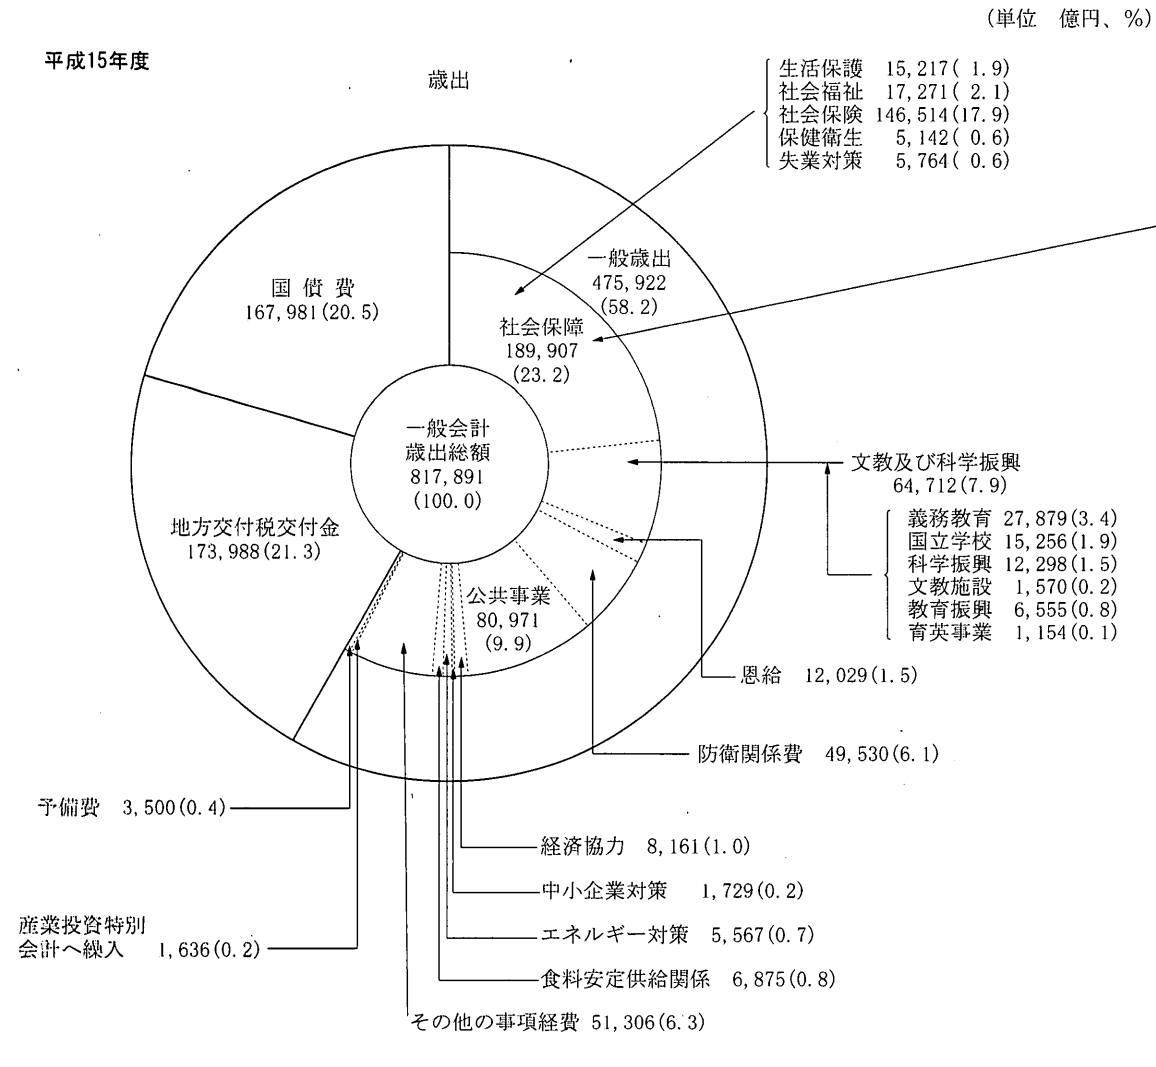 (単位　億円、%)
平成15年度
歳出
生活保護　15,217( 1.9)
社会福祉　17,271( 2.1)
社会保険 146,514(17.9)
保健衛生　5,142( 0.6)
失業対策　5,764( 0.6)
一般歳出
475,922
(58.2)
国債費
167,981(20.5)
社会保障
189,907
(23.2)
一般会計
歳出総額
817,891
(100.0)
文教及び科学振興
64,712(7.9)
義務教育 27,879(3.4)
国立学校 15,256(1.9)
科学振興 12,298(1.5)
文教施設　1,570(0.2)
教育振興　6,555(0.8)
育英事業　1,154(0.1)
地方交付税交付金
173,988(21.3)
公共事業
80,971
(9.9)
恩給　12,029(1.5)
防衛関係費　49,530(6.1)
予備費　3,500(0.4)
経済協力　8,161(1.0)
中小企業対策　1,729(0.2)
産業投資特別
会計へ繰入　1,636(0.2)
エネルギー対策　5,567(0.7)
食料安定供給関係　6,875(0.8)
その他の事項経費 51,306(6.3)